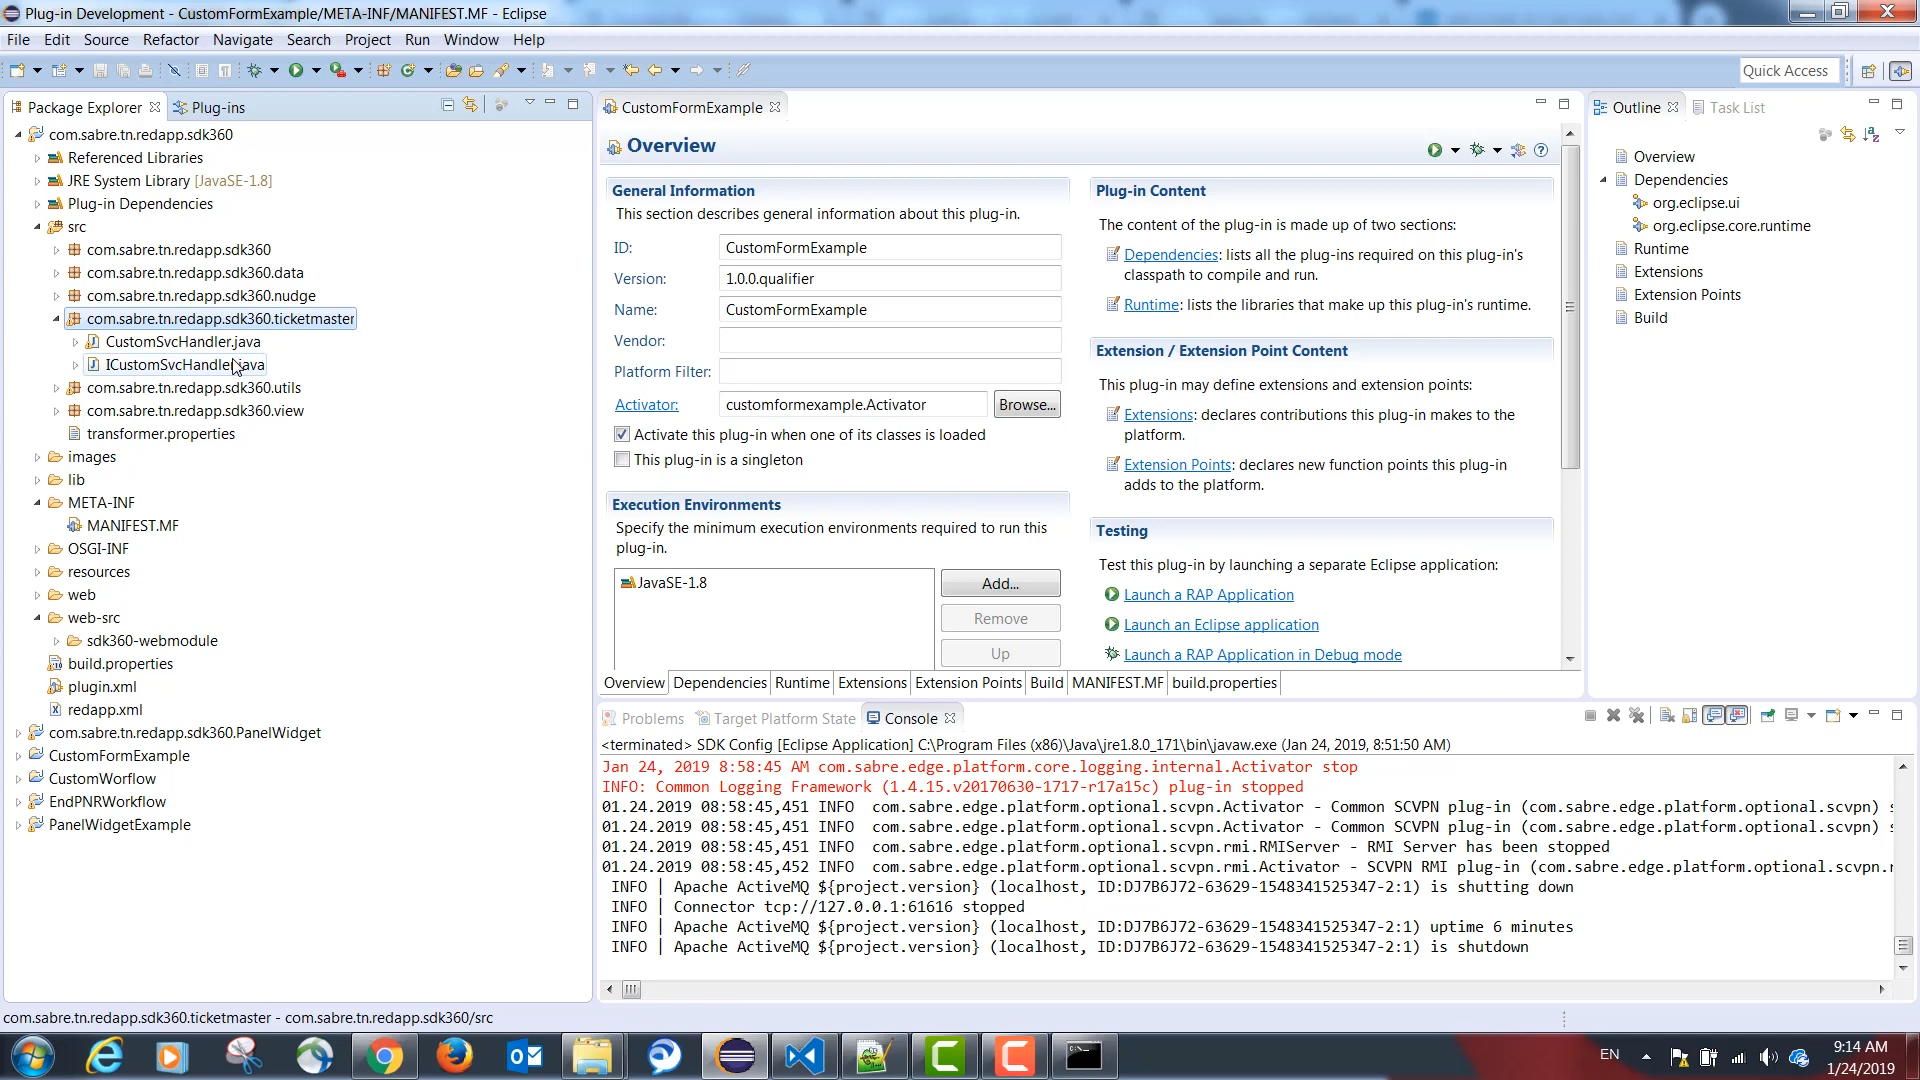 Plug-in Development - CustomFormExample/META-INF/MANIFEST.MF - Eclipse
File Edit Source Refactor Navigate Search Project Run Window Help
Quick Access
Package Explorer Plug-ins
com.sabre.tn.redapp.sdk360
Referenced Libraries
JRE System Library [JavaSE-1.8]
Plug-in Dependencies
src
com.sabre.tn.redapp.sdk360
com.sabre.tn.redapp.sdk360.data
com.sabre.tn.redapp.sdk360.nudge
com.sabre.tn.redapp.sdk360.ticketmaster
CustomSvcHandler.java
ICustomSvcHandler.java
com.sabre.tn.redapp.sdk360.utils
com.sabre.tn.redapp.sdk360.view
transformer.properties
images
lib
META-INF
MANIFEST.MF
OSGI-INF
resources
web
web-src
sdk360-webmodule
build.properties
plugin.xml
redapp.xml
com.sabre.tn.redapp.sdk360.PanelWidget
CustomFormExample
CustomWorflow
EndPNRWorkflow
PanelWidgetExample
CustomFormExample
Overview
General Information
This section describes general information about this plug-in.
ID: CustomFormExample
Version: 1.0.0.qualifier
Name: CustomFormExample
Vendor:
Platform Filter:
Activator: customformexample.Activator Browse...
Activate this plug-in when one of its classes is loaded
This plug-in is a singleton
Execution Environments
Specify the minimum execution environments required to run this
plug-in.
JavaSE-1.8
Add...
Remove
Up
Plug-in Content
The content of the plug-in is made up of two sections:
Dependencies: lists all the plug-ins required on this plug-in's
classpath to compile and run.
Runtime: lists the libraries that make up this plug-in's runtime.
Extension / Extension Point Content
This plug-in may define extensions and extension points:
Extensions: declares contributions this plug-in makes to the
platform.
Extension Points: declares new function points this plug-in
adds to the platform.
Testing
Test this plug-in by launching a separate Eclipse application:
Launch a RAP Application
Launch an Eclipse application
Launch a RAP Application in Debug mode
Overview Dependencies Runtime Extensions Extension Points Build MANIFEST.MF build.properties
Outline Task List
Overview
Dependencies
org.eclipse.ui
org.eclipse.core.runtime
Runtime
Extensions
Extension Points
Build
Problems Target Platform State Console
<terminated> SDK Config [Eclipse Application] C:\Program Files (x86)\Java\jre1.8.0_171\bin\javaw.exe (Jan 24, 2019, 8:51:50 AM)
Jan 24, 2019 8:58:45 AM com.sabre.edge.platform.core.logging.internal.Activator stop
INFO: Common Logging Framework (1.4.15.v20170630-1717-r17a15c) plug-in stopped
01.24.2019 08:58:45,451 INFO com.sabre.edge.platform.optional.scvpn.Activator - Common SCVPN plug-in (com.sabre.edge.platform.optional.scvpn) s
01.24.2019 08:58:45,451 INFO com.sabre.edge.platform.optional.scvpn.Activator - Common SCVPN plug-in (com.sabre.edge.platform.optional.scvpn) s
01.24.2019 08:58:45,451 INFO com.sabre.edge.platform.optional.scvpn.rmi.RMIServer - RMI Server has been stopped
01.24.2019 08:58:45,452 INFO com.sabre.edge.platform.optional.scvpn.rmi.Activator - SCVPN RMI plug-in (com.sabre.edge.platform.optional.scvpn.r
INFO | Apache ActiveMQ ${project.version} (localhost, ID:DJ7B6J72-63629-1548341525347-2:1) is shutting down
INFO | Connector tcp://127.0.0.1:61616 stopped
INFO | Apache ActiveMQ ${project.version} (localhost, ID:DJ7B6J72-63629-1548341525347-2:1) uptime 6 minutes
INFO | Apache ActiveMQ ${project.version} (localhost, ID:DJ7B6J72-63629-1548341525347-2:1) is shutdown
com.sabre.tn.redapp.sdk360.ticketmaster - com.sabre.tn.redapp.sdk360/src
EN
9:14 AM
1/24/2019